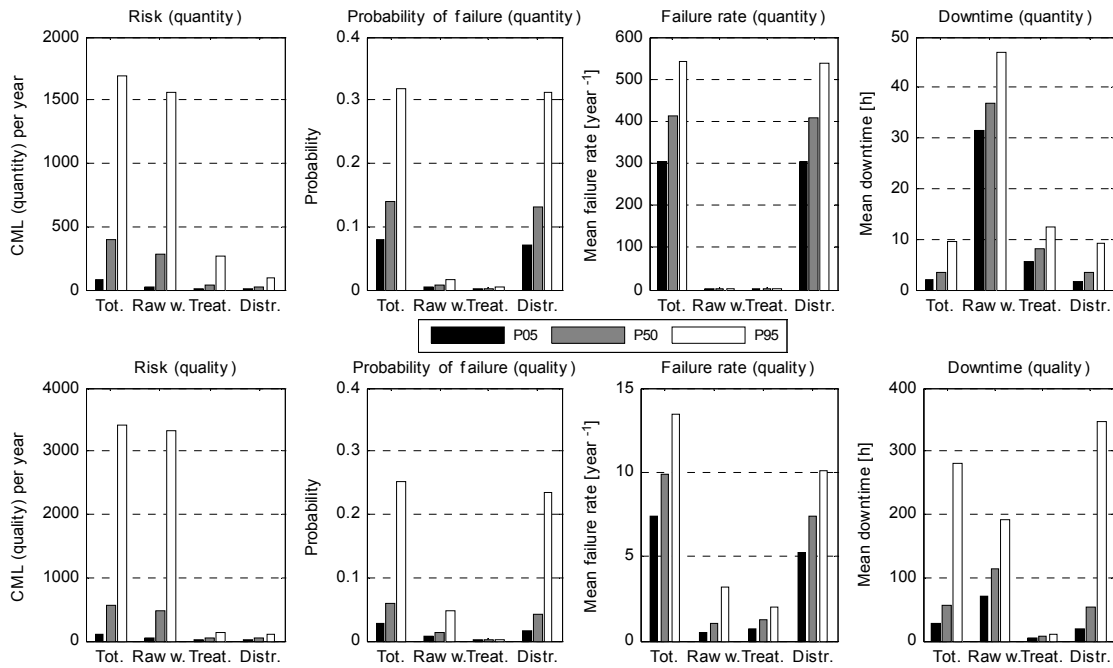 Risk (quantity)
CML (quantity) per year
2000
1500
1000
500
0
Tot. Raw w. Treat. Distr.
Probability of failure (quantity)
Probability
0.4
0.3
0.2
0.1
0
Tot. Raw w. Treat. Distr.
Failure rate (quantity)
Mean failure rate [year -1]
600
500
400
300
200
100
0
Tot. Raw w. Treat. Distr.
Downtime (quantity)
Mean downtime [h]
50
40
30
20
10
0
Tot. Raw w. Treat. Distr.
P05 P50 P95
Risk (quality)
CML (quality) per year
4000
3000
2000
1000
0
Tot. Raw w. Treat. Distr.
Probability of failure (quality)
Probability
0.4
0.3
0.2
0.1
0
Tot. Raw w. Treat. Distr.
Failure rate (quality)
Mean failure rate [year -1]
15
10
5
0
Tot. Raw w. Treat. Distr.
Downtime (quality)
Mean downtime [h]
400
300
200
100
0
Tot. Raw w. Treat. Distr.